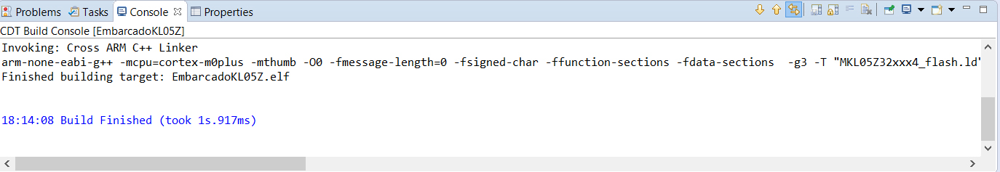 Problems Tasks Console Properties
CDT Build Console [EmbarcadoKL05Z]
Invoking: Cross ARM C++ Linker
arm-none-eabi-g++ -mcpu=cortex-m0plus -mthumb -O0 -fmessage-length=0 -fsigned-char -ffunction-sections -fdata-sections  -g3 -T "MKL05Z32xxx4_flash.ld"
Finished building target: EmbarcadoKL05Z.elf
18:14:08 Build Finished (took 1s.917ms)